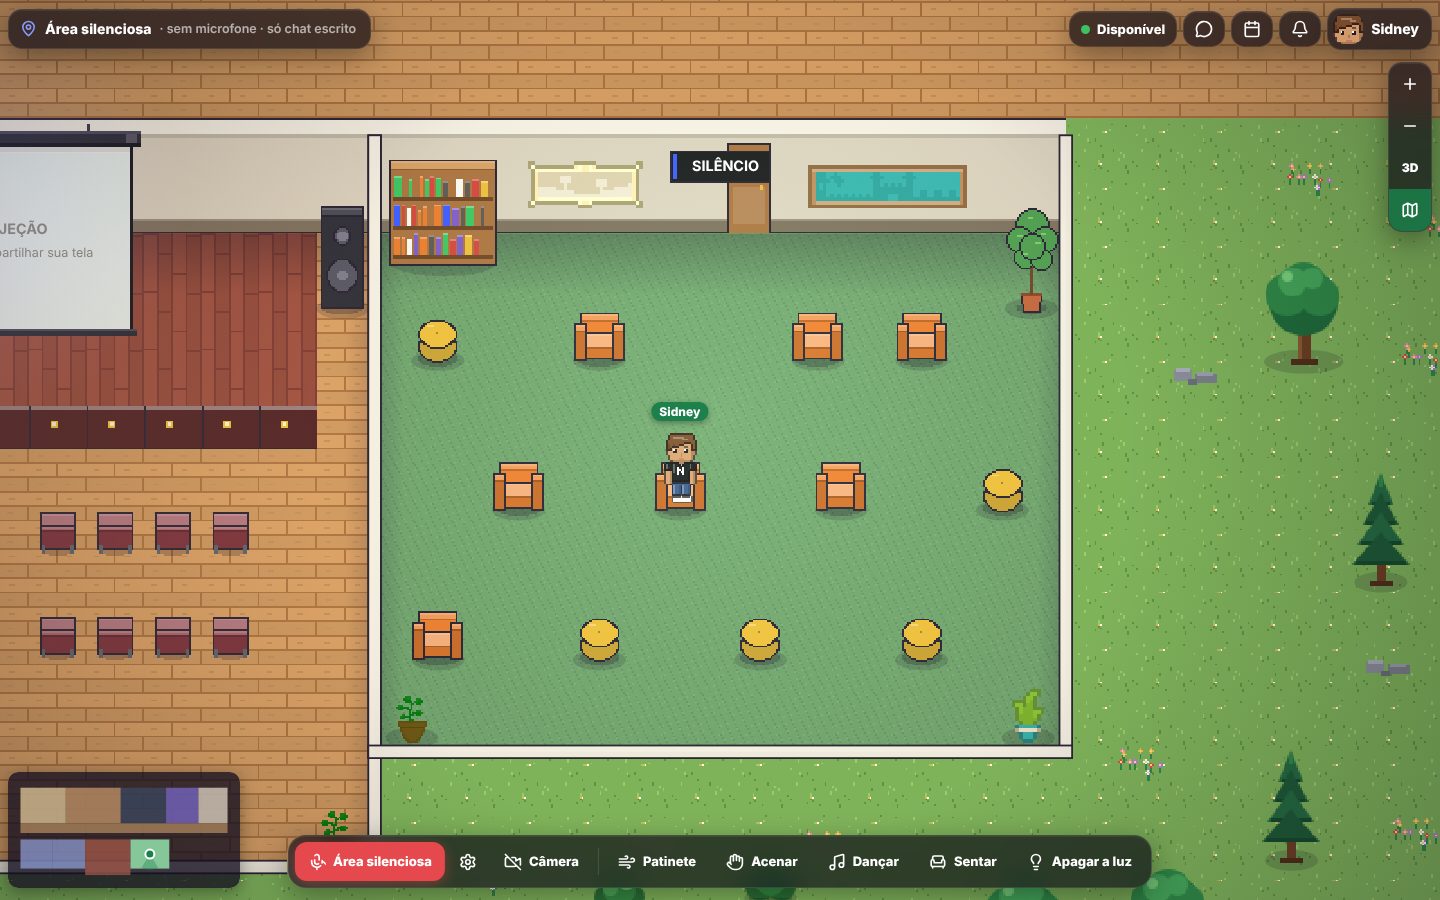 Área silenciosa · sem microfone · só chat escrito
Disponível
Sidney
3D
SILÊNCIO
JEÇÃO
partilhar sua tela
Sidney
N
Área silenciosa
Câmera
Patinete
Acenar
Dançar
Sentar
Apagar a luz